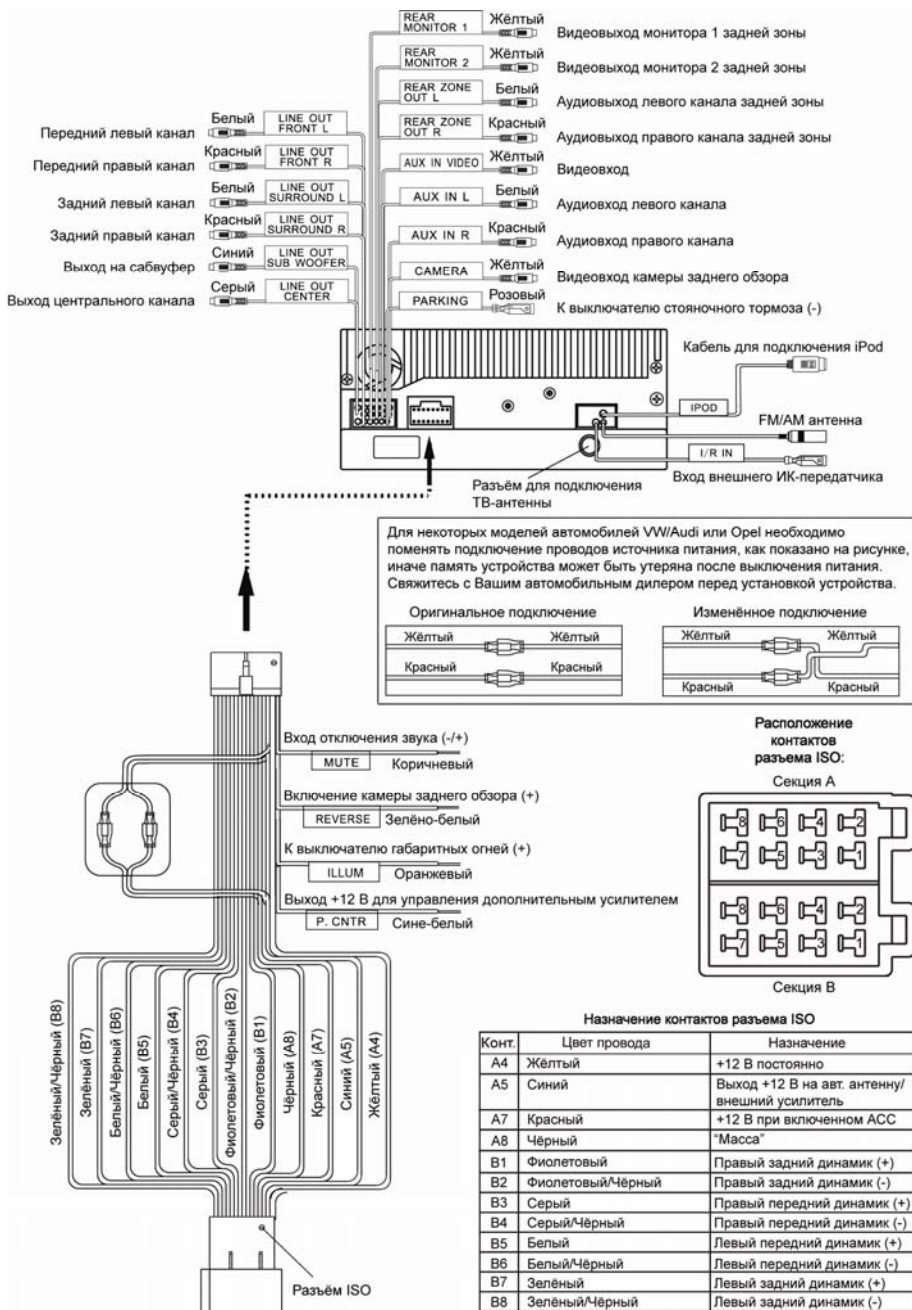 REAR MONITOR 1
Жёлтый
Видеовыход монитора 1 задней зоны
REAR MONITOR 2
Жёлтый
Видеовыход монитора 2 задней зоны
REAR ZONE OUT L
Белый
Аудиовыход левого канала задней зоны
REAR ZONE OUT R
Красный
Аудиовыход правого канала задней зоны
AUX IN VIDEO
Жёлтый
Видеовход
AUX IN L
Белый
Аудиовход левого канала
AUX IN R
Красный
Аудиовход правого канала
CAMERA
Жёлтый
Видеовход камеры заднего обзора
PARKING
Розовый
К выключателю стояночного тормоза (-)
Передний левый канал
Белый
LINE OUT FRONT L
Передний правый канал
Красный
LINE OUT FRONT R
Задний левый канал
Белый
LINE OUT SURROUND L
Задний правый канал
Красный
LINE OUT SURROUND R
Выход на сабвуфер
Синий
LINE OUT SUB WOOFER
Выход центрального канала
Серый
LINE OUT CENTER
Кабель для подключения iPod
IPOD
FM/AM антенна
I/R IN
Вход внешнего ИК-передатчика
Разъём для подключения
ТВ-антенны
Для некоторых моделей автомобилей VW/Audi или Opel необходимо
поменять подключение проводов источника питания, как показано на рисунке,
иначе память устройства может быть утеряна после выключения питания.
Свяжитесь с Вашим автомобильным дилером перед установкой устройства.
Оригинальное подключение
Жёлтый Жёлтый
Красный Красный
Изменённое подключение
Жёлтый Жёлтый
Красный Красный
Вход отключения звука (-/+)
MUTE Коричневый
Включение камеры заднего обзора (+)
REVERSE Зелёно-белый
К выключателю габаритных огней (+)
ILLUM Оранжевый
Выход +12 В для управления дополнительным усилителем
P. CNTR Сине-белый
Расположение
контактов
разъема ISO:
Секция А
8 6 4 2
7 5 3 1
8 6 4 2
7 5 3 1
Секция В
Зелёный/Чёрный (B8)
Зелёный (B7)
Белый/Чёрный (B6)
Белый (B5)
Серый/Чёрный (B4)
Серый (B3)
Фиолетовый/Чёрный (B2)
Фиолетовый (B1)
Чёрный (A8)
Красный (A7)
Синий (A5)
Жёлтый (A4)
Разъём ISO
Назначение контактов разъема ISO
Конт. Цвет провода Назначение
A4 Жёлтый +12 В постоянно
A5 Синий Выход +12 В на авт. антенну/
внешний усилитель
A7 Красный +12 В при включенном ACC
A8 Чёрный "Масса"
B1 Фиолетовый Правый задний динамик (+)
B2 Фиолетовый/Чёрный Правый задний динамик (-)
B3 Серый Правый передний динамик (+)
B4 Серый/Чёрный Правый передний динамик (-)
B5 Белый Левый передний динамик (+)
B6 Белый/Чёрный Левый передний динамик (-)
B7 Зелёный Левый задний динамик (+)
B8 Зелёный/Чёрный Левый задний динамик (-)